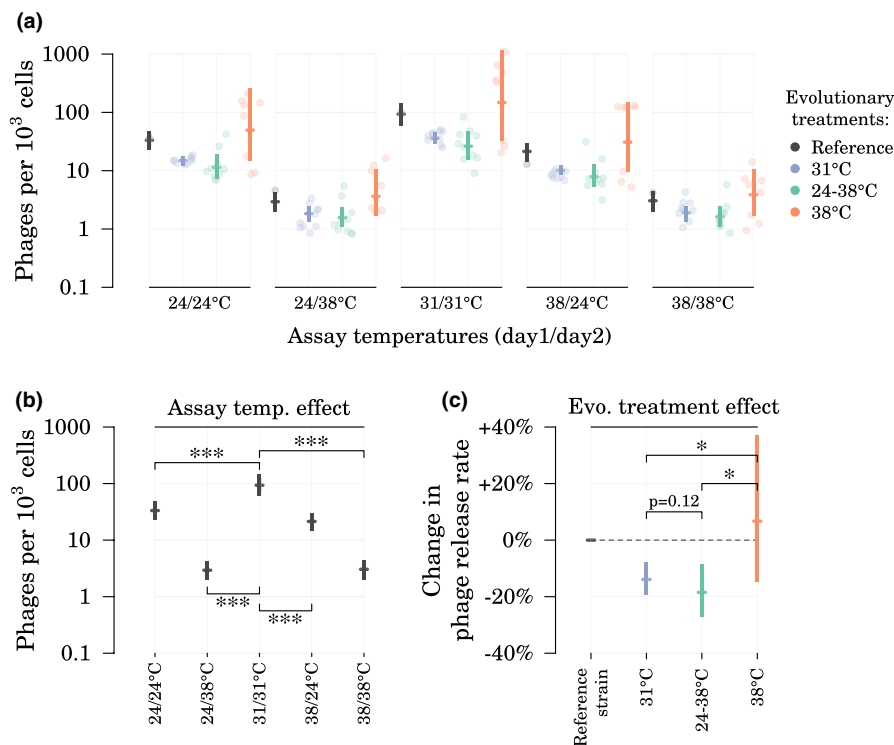 (a)
Phages per 10³ cells
1000
100
10
1
0.1
24/24°C 24/38°C 31/31°C 38/24°C 38/38°C
Assay temperatures (day1/day2)
Evolutionary
treatments:
Reference
31°C
24-38°C
38°C
(b)
Assay temp. effect
Phages per 10³ cells
1000
100
10
1
0.1
***
***
***
***
24/24°C
24/38°C
31/31°C
38/24°C
38/38°C
(c)
Evo. treatment effect
Change in
phage release rate
+40%
+20%
0%
-20%
-40%
*
*
p=0.12
Reference
strain
31°C
24-38°C
38°C